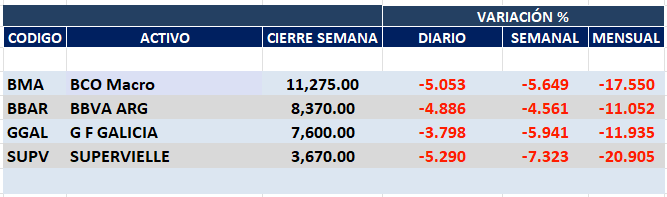 VARIACIÓN %
CODIGO ACTIVO CIERRE SEMANA DIARIO SEMANAL MENSUAL
BMA BCO Macro 11,275.00 -5.053 -5.649 -17.550
BBAR BBVA ARG 8,370.00 -4.886 -4.561 -11.052
GGAL G F GALICIA 7,600.00 -3.798 -5.941 -11.935
SUPV SUPERVIELLE 3,670.00 -5.290 -7.323 -20.905